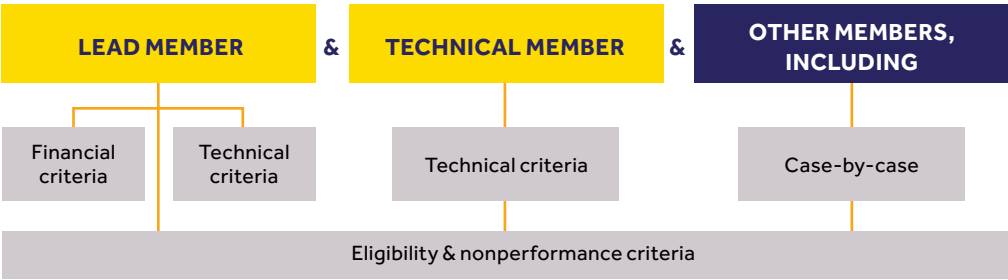 LEAD MEMBER
&
TECHNICAL MEMBER
&
OTHER MEMBERS,
INCLUDING
Financial
criteria
Technical
criteria
Technical criteria
Case-by-case
Eligibility & nonperformance criteria